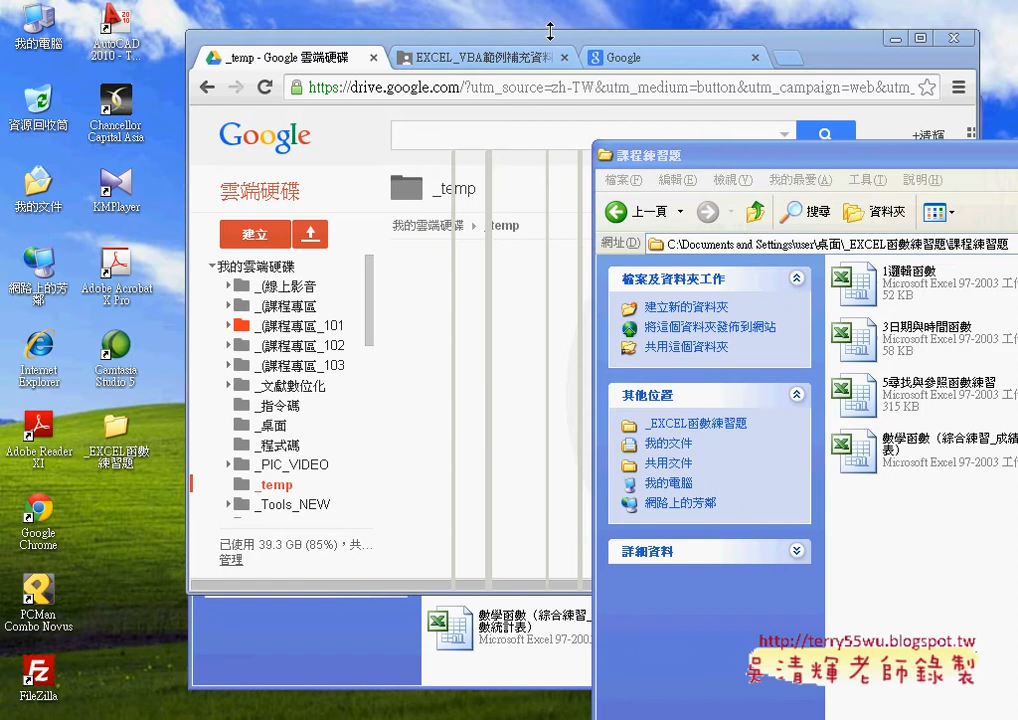 我的電腦
AutoCAD
2010 - T...
資源回收筒
Chancellor
Capital Asia
我的文件
KMPlayer
網路上的芳
鄰
Adobe Acrobat
X Pro
Internet
Explorer
Camtasia
Studio 5
Adobe Reader
XI
_EXCEL函數
練習題
Google
Chrome
PCMan
Combo Novus
FileZilla
_temp - Google 雲端硬碟
EXCEL_VBA範例補充資料
Google
https://drive.google.com/?utm_source=zh-TW&utm_medium=button&utm_campaign=web&utm_
Google
+清輝
雲端硬碟
_temp
建立
我的雲端硬碟
temp
我的雲端硬碟
_(線上影音
_(課程專區
_(課程專區_101
_(課程專區_102
_(課程專區_103
_文獻數位化
_指令碼
_桌面
_程式碼
_PIC_VIDEO
_temp
_Tools_NEW
已使用 39.3 GB (85%)，共...
管理
數學函數（綜合練習_
數統計表）
Microsoft Excel 97-2003
課程練習題
檔案(F) 編輯(E) 檢視(V) 我的最愛(A) 工具(T) 說明(H)
上一頁 搜尋 資料夾
網址(D) C:\Documents and Settings\user\桌面\_EXCEL函數練習題\課程練習題
檔案及資料夾工作
建立新的資料夾
將這個資料夾發佈到網站
共用這個資料夾
其他位置
_EXCEL函數練習題
我的文件
共用文件
我的電腦
網路上的芳鄰
詳細資料
1邏輯函數
Microsoft Excel 97-2003 工作
52 KB
3日期與時間函數
Microsoft Excel 97-2003 工作
58 KB
5尋找與參照函數練習
Microsoft Excel 97-2003 工作
315 KB
數學函數（綜合練習_成績
表）
Microsoft Excel 97-2003 工作
http://terry55wu.blogspot.tw
吳清輝老師錄製